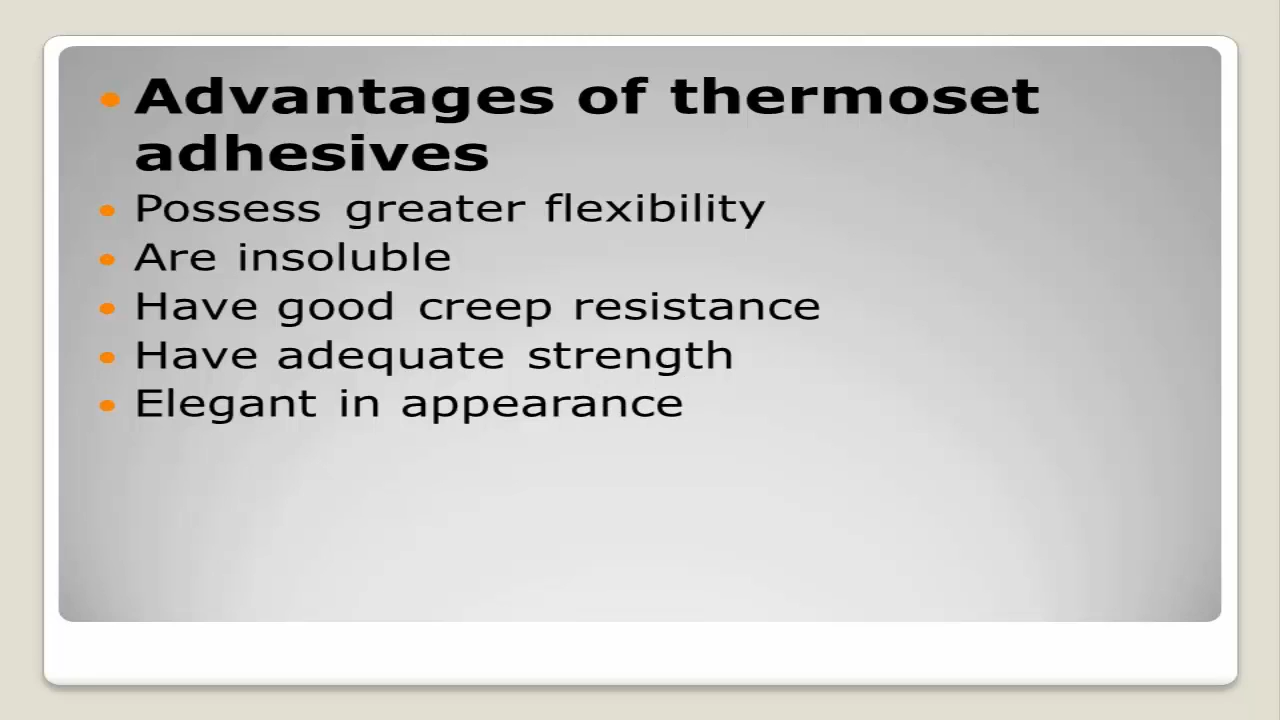 Advantages of thermoset
adhesives
Possess greater flexibility
Are insoluble
Have good creep resistance
Have adequate strength
Elegant in appearance